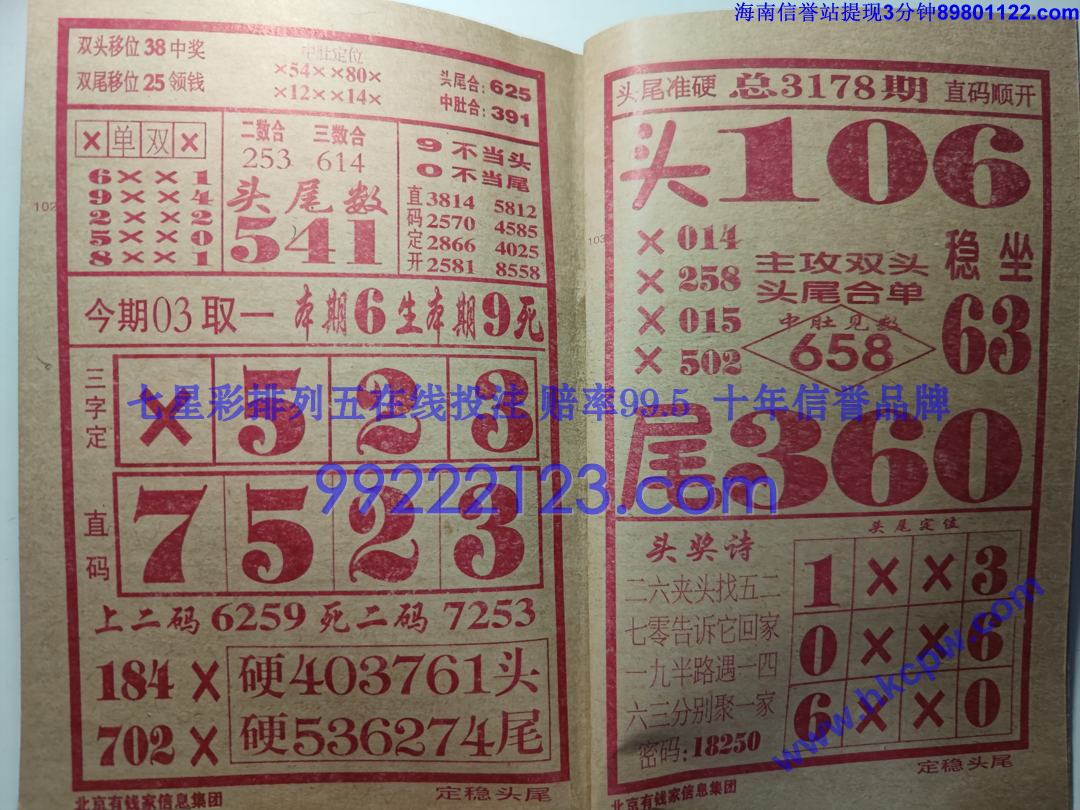 海南信誉站提现3分钟89801122.com
双头移位 38 中奖
双尾移位 25 领钱
中肚定位
×54××80×
×12××14×
头尾合:625
中肚合:391
×单双×
6××1
9××4
2××2
5××0
8××1
二数合 三数合
253 614
头尾数
541
9不当头
0不当尾
直码定开
3814 5812
2570 4585
2866 4025
2581 8558
今期03取一 本期6生本期9死
三字定
×523
直码
7523
上二码 6259 死二码 7253
184× 硬403761头
702× 硬536274尾
北京有钱家信息集团 定稳头尾
102
头尾准硬 总3178期 直码顺开
头106
103
×014
×258
×015
×502
主攻双头
头尾合单
中肚见数
658
稳坐
63
尾360
头奖诗
二六夹头找五二
七零告诉它回家
一九半路遇一四
六三分别聚一家
密码:18250
头尾定位
1××3
0××6
6××0
北京有钱家信息集团 定稳头尾
七星彩排列五在线投注 赔率99.5 十年信誉品牌
99222123.com
www.hkcpw.com